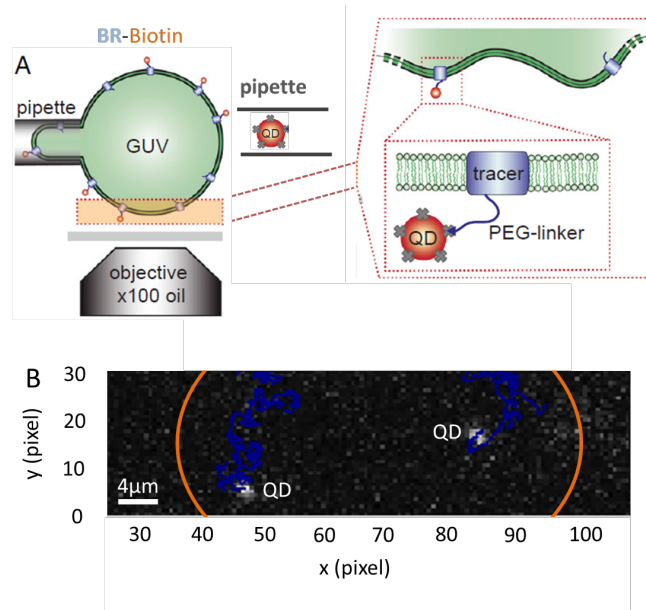 BR-Biotin
A
pipette
GUV
pipette
QD
objective
x100 oil
tracer
QD
PEG-linker
B
30
20
10
0
y (pixel)
QD
QD
4μm
30 40 50 60 70 80 90 100
x (pixel)